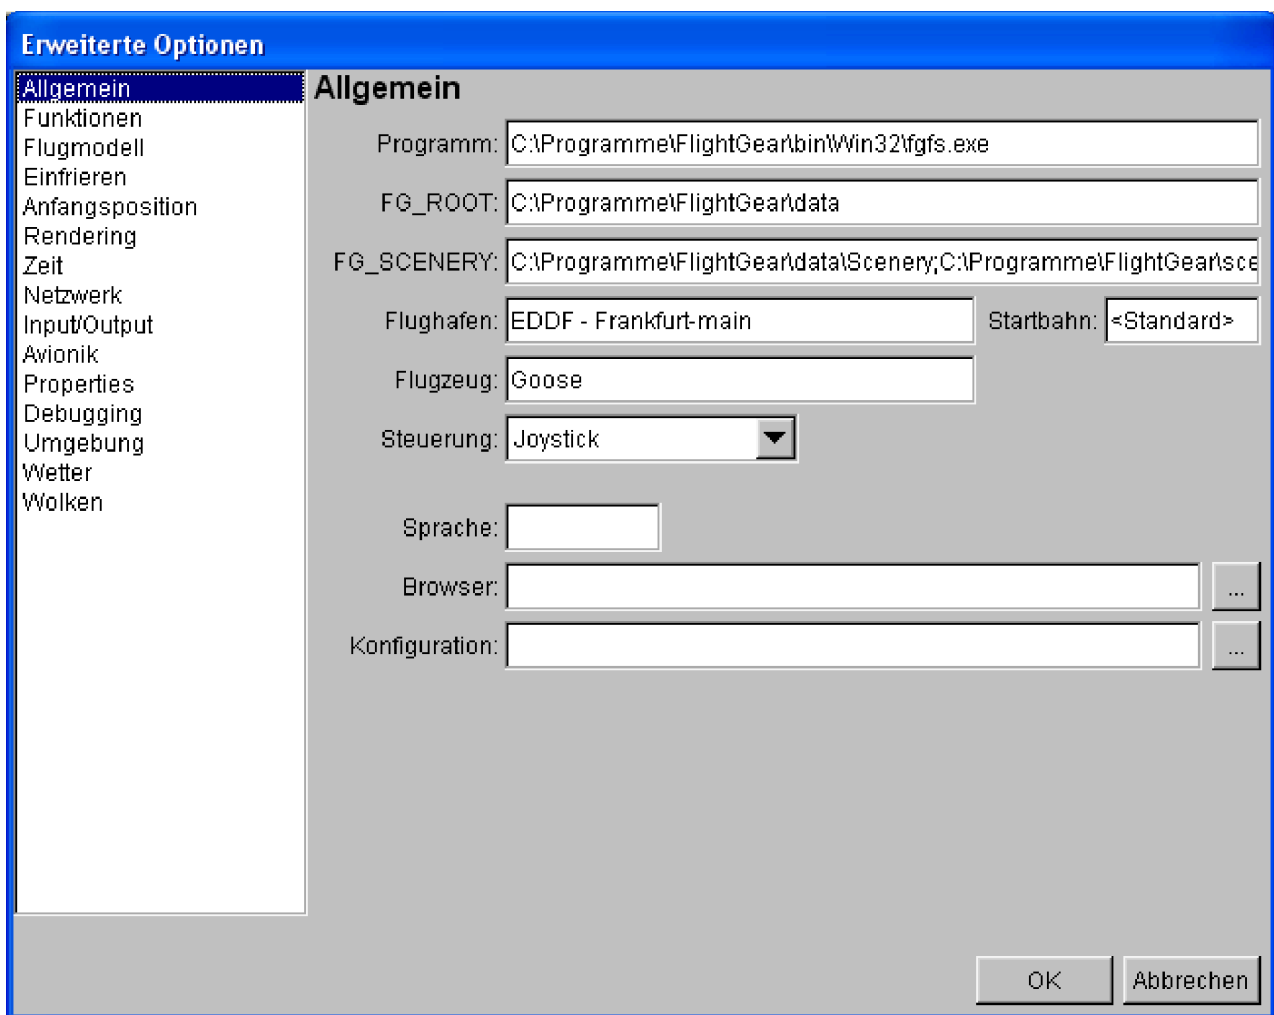 Erweiterte Optionen
Allgemein
Funktionen
Flugmodell
Einfrieren
Anfangsposition
Rendering
Zeit
Netzwerk
Input/Output
Avionik
Properties
Debugging
Umgebung
Wetter
Wolken
Allgemein
Programm: C:\Programme\FlightGear\bin\Win32\fgfs.exe
FG_ROOT: C:\Programme\FlightGear\data
FG_SCENERY: C:\Programme\FlightGear\data\Scenery;C:\Programme\FlightGear\sce
Flughafen: EDDF - Frankfurt-main Startbahn: <Standard>
Flugzeug: Goose
Steuerung: Joystick
Sprache:
Browser: ...
Konfiguration: ...
OK Abbrechen